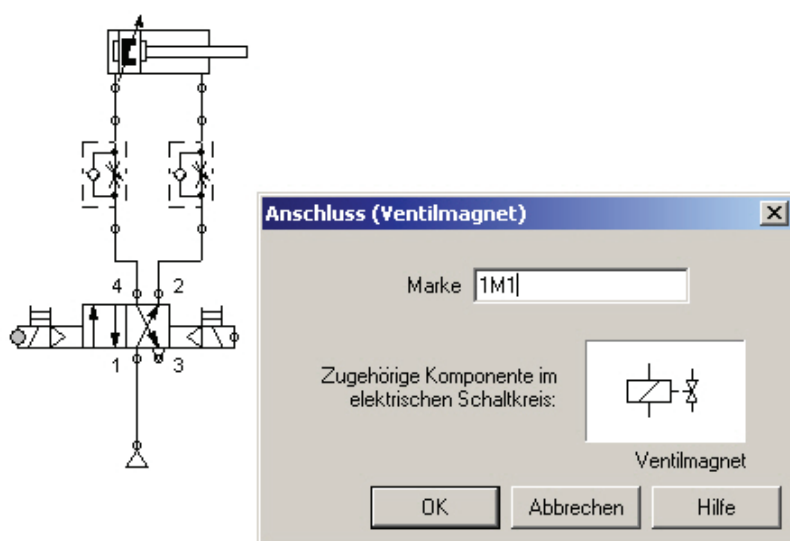 4 2
1 3
Anschluss (Ventilmagnet)
Marke 1M1
Zugehörige Komponente im
elektrischen Schaltkreis:
Ventilmagnet
OK Abbrechen Hilfe